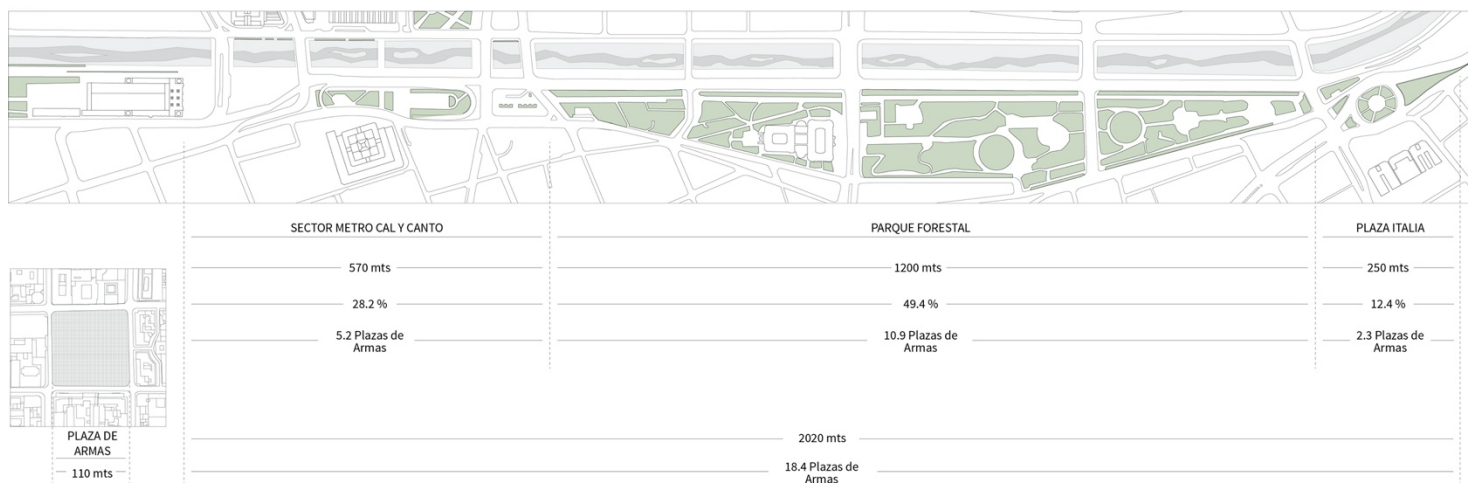 SECTOR METRO CAL Y CANTO
PARQUE FORESTAL
PLAZA ITALIA
570 mts
1200 mts
250 mts
28.2 %
49.4 %
12.4 %
5.2 Plazas de
Armas
10.9 Plazas de
Armas
2.3 Plazas de
Armas
PLAZA DE
ARMAS
110 mts
2020 mts
18.4 Plazas de
Armas